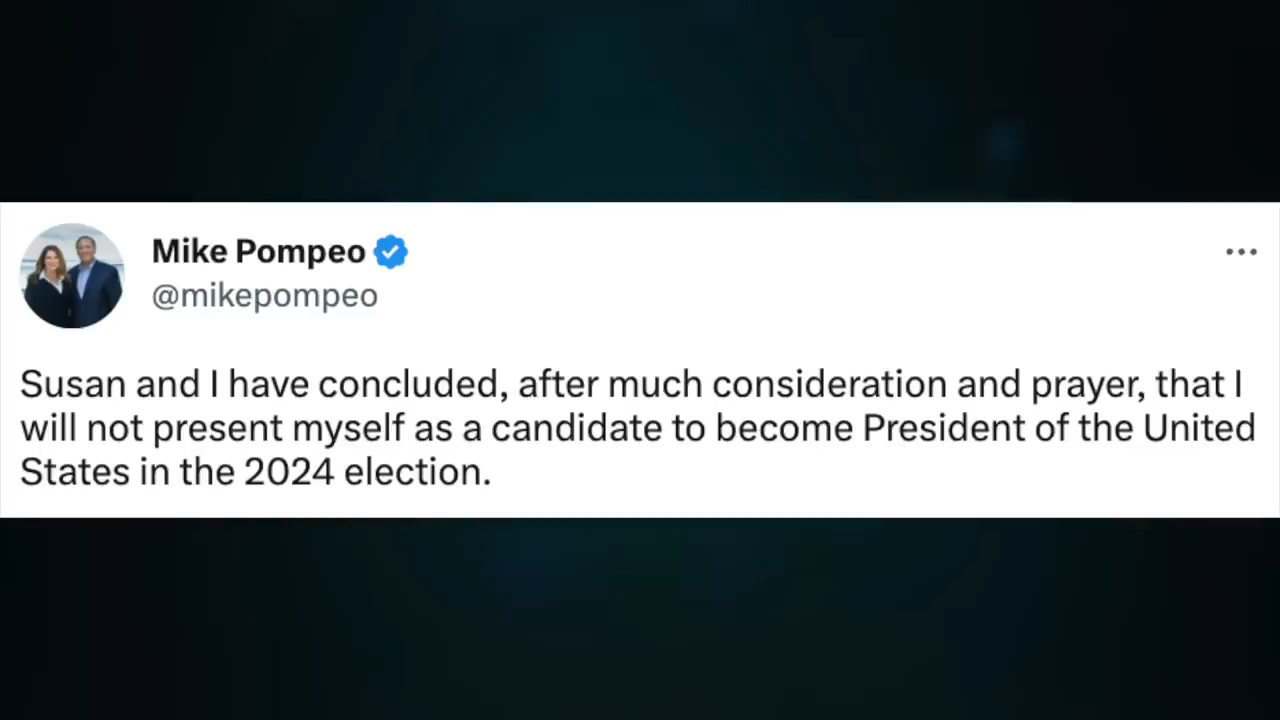 Mike Pompeo
@mikepompeo
Susan and I have concluded, after much consideration and prayer, that I
will not present myself as a candidate to become President of the United
States in the 2024 election.